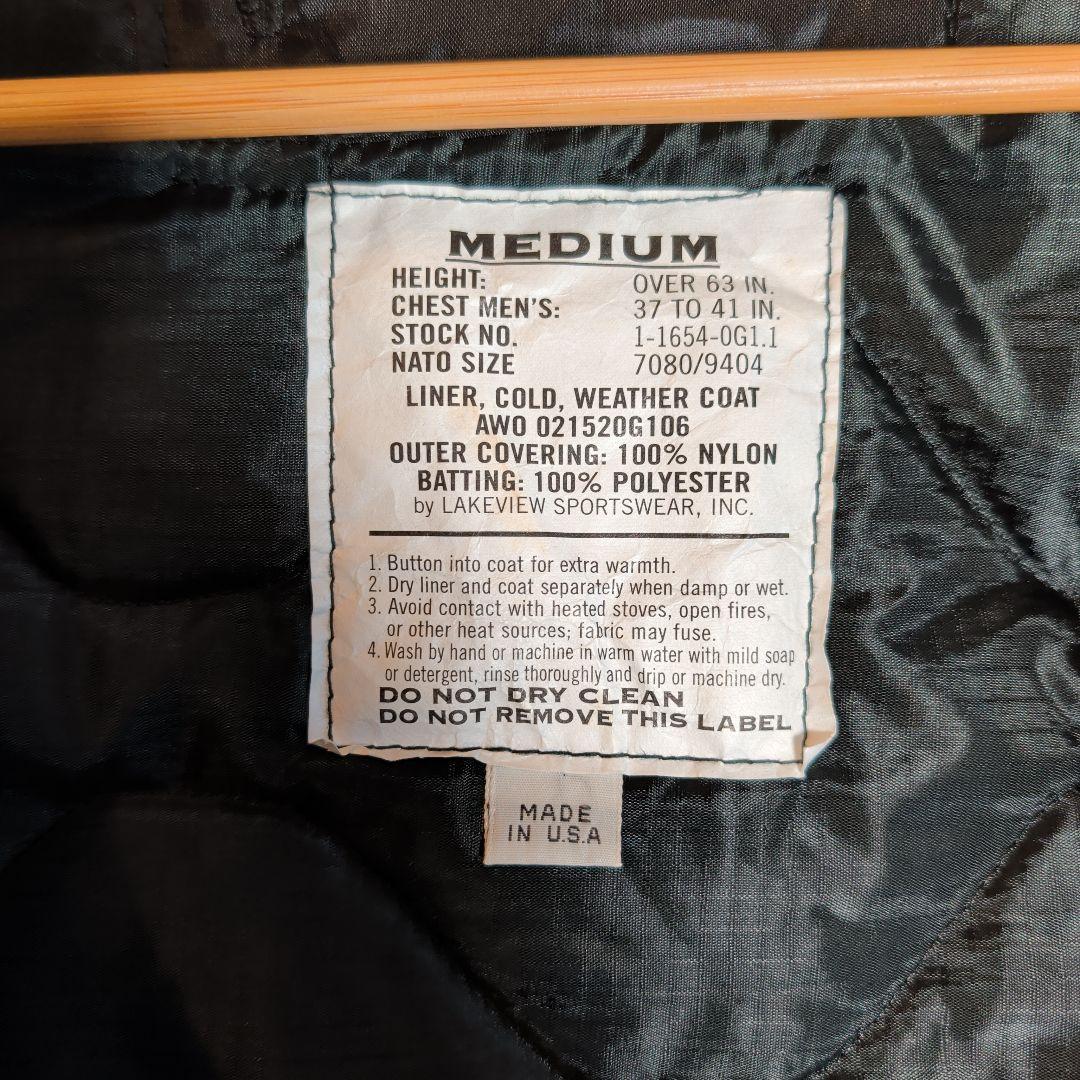 MEDIUM
HEIGHT: OVER 63 IN.
CHEST MEN'S: 37 TO 41 IN.
STOCK NO. 1-1654-0G1.1
NATO SIZE 7080/9404
LINER, COLD, WEATHER COAT
AWO 021520G106
OUTER COVERING: 100% NYLON
BATTING: 100% POLYESTER
by LAKEVIEW SPORTSWEAR, INC.
1. Button into coat for extra warmth.
2. Dry liner and coat separately when damp or wet.
3. Avoid contact with heated stoves, open fires,
or other heat sources; fabric may fuse.
4. Wash by hand or machine in warm water with mild soap
or detergent, rinse thoroughly and drip or machine dry.
DO NOT DRY CLEAN
DO NOT REMOVE THIS LABEL
MADE
IN U.S.A